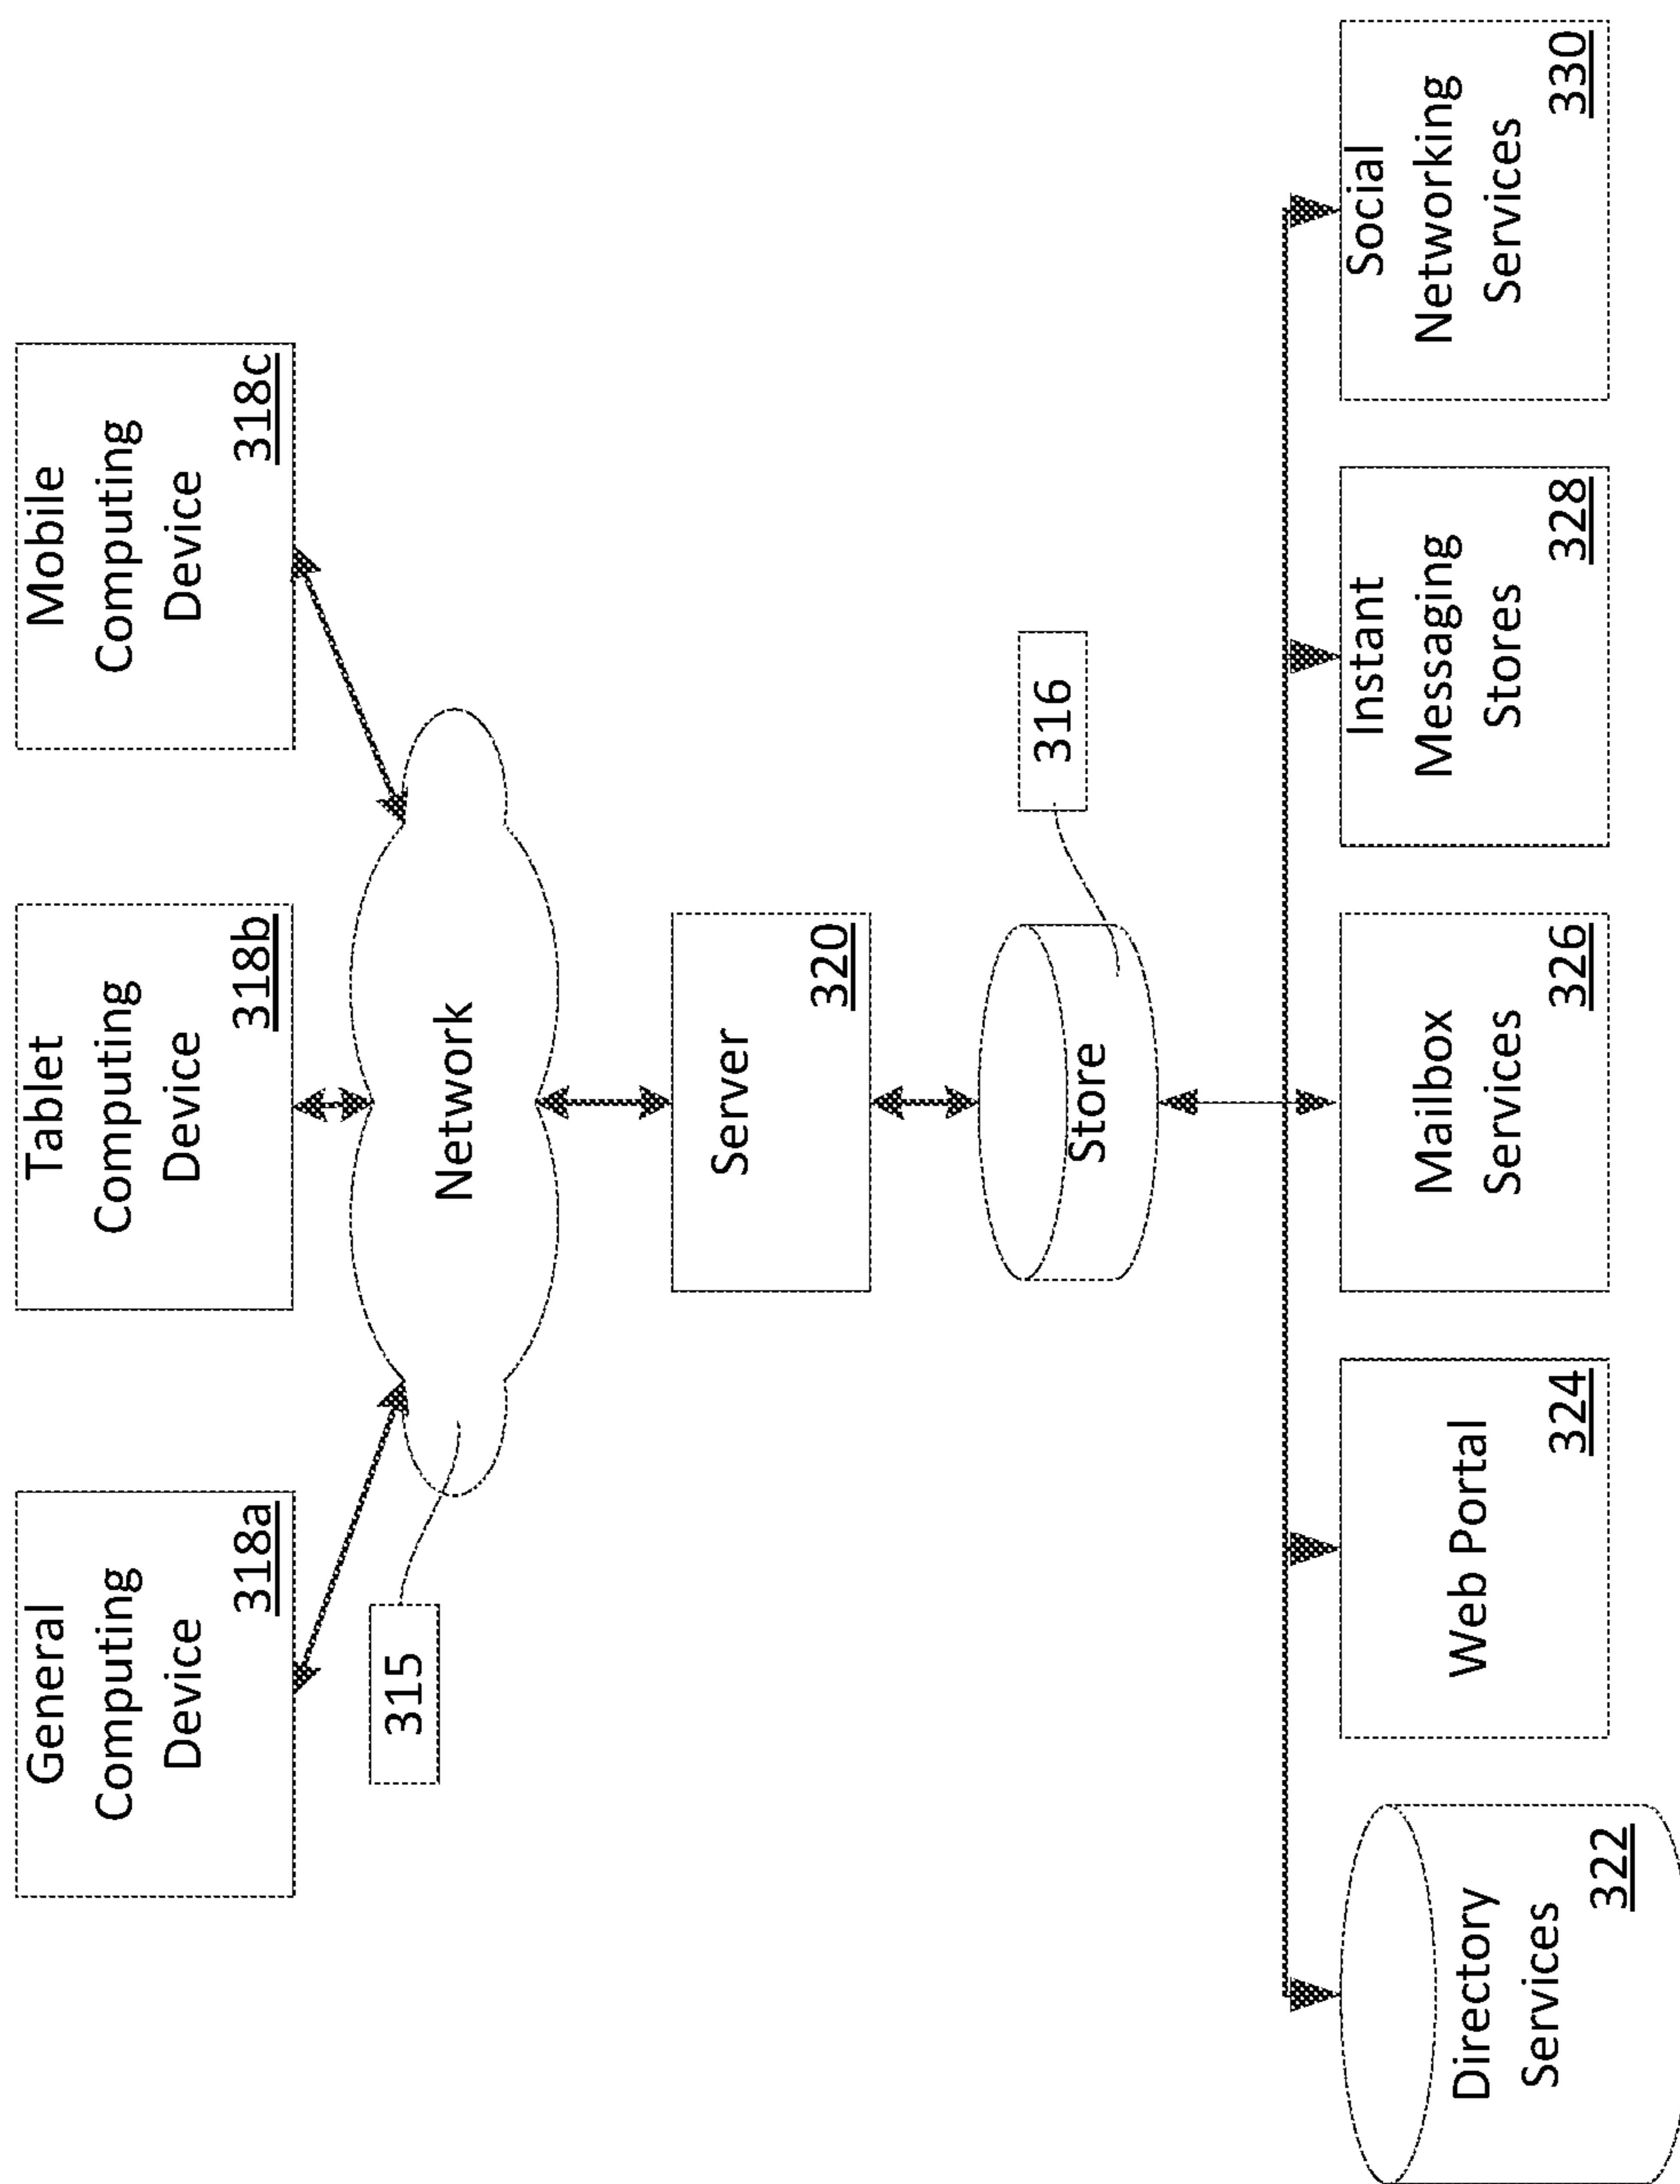 General
Computing
Device
318a
Tablet
Computing
Device
318b
Mobile
Computing
Device
318c
315
Network
Server
320
Store
316
Directory
Services
322
Web Portal
324
Mailbox
Services
326
Instant
Messaging
Stores
328
Social
Networking
Services
330